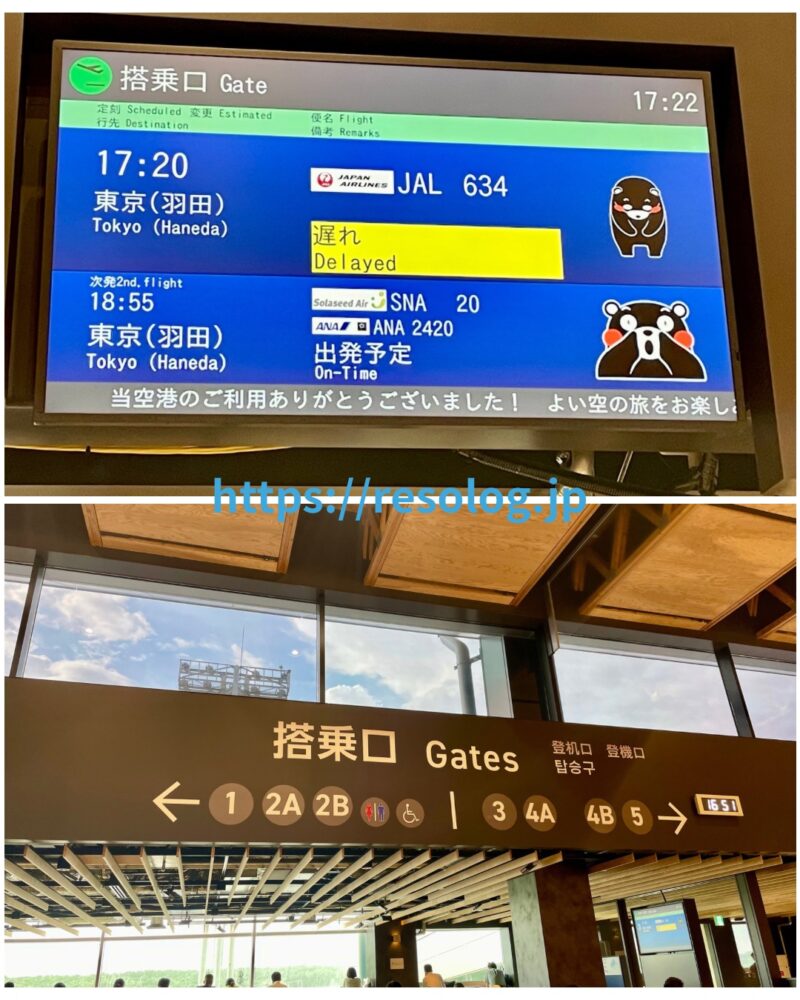 搭乗口 Gate
17:22
定刻 Scheduled 変更 Estimated
行先 Destination
便名 Flight
備考 Remarks
17:20
東京(羽田)
Tokyo (Haneda)
JAPAN AIRLINES JAL 634
遅れ
Delayed
次発2nd.flight
18:55
東京(羽田)
Tokyo (Haneda)
Solaseed Air SNA 20
ANA ANA 2420
出発予定
On-Time
当空港のご利用ありがとうございました! よい空の旅をお楽しみ
https://resolog.jp
搭乗口 Gates 登机口 登機口
탑승구
← 1 2A 2B | 3 4A 4B 5 →
16 51